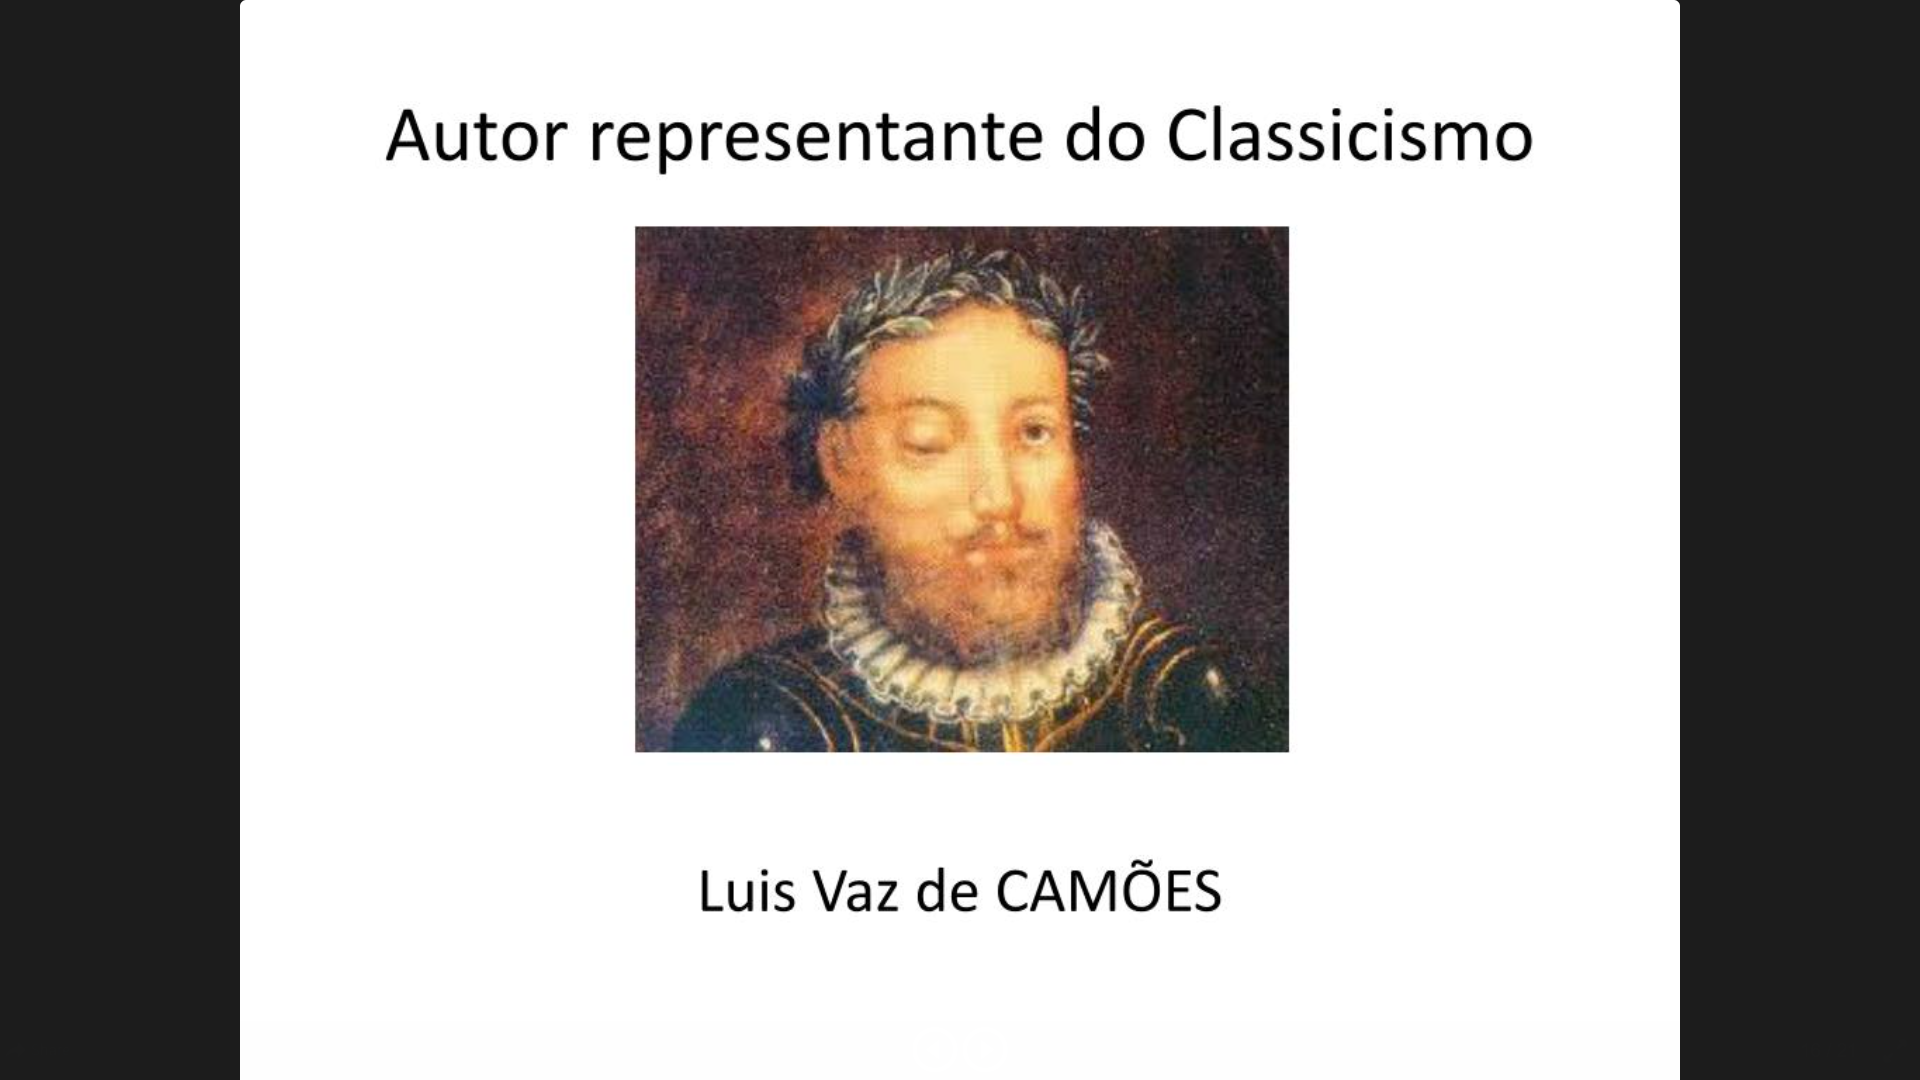 Autor representante do Classicismo
Luis Vaz de CAMÕES